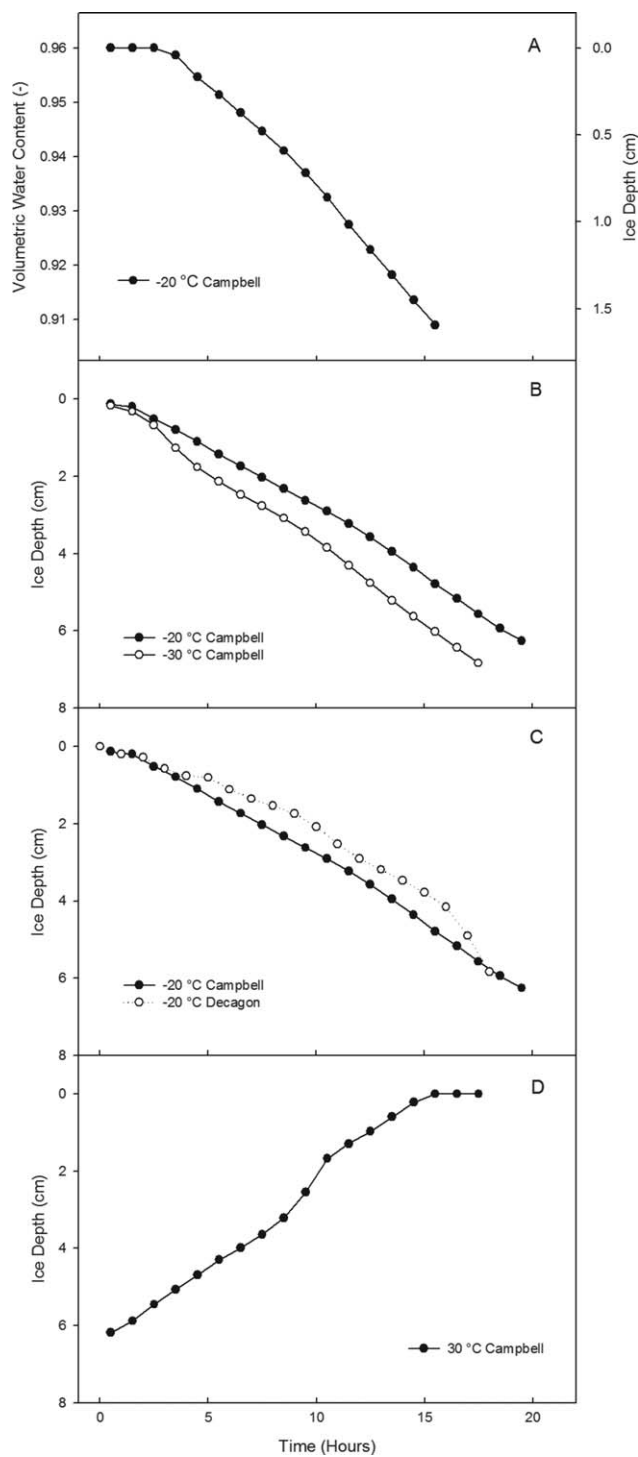 A
Volumetric Water Content (-)
0.96
0.95
0.94
0.93
0.92
0.91
Ice Depth (cm)
0.0
0.5
1.0
1.5
-20 °C Campbell
B
Ice Depth (cm)
0
2
4
6
8
-20 °C Campbell
-30 °C Campbell
C
Ice Depth (cm)
0
2
4
6
8
-20 °C Campbell
-20 °C Decagon
D
Ice Depth (cm)
0
2
4
6
8
30 °C Campbell
0 5 10 15 20
Time (Hours)